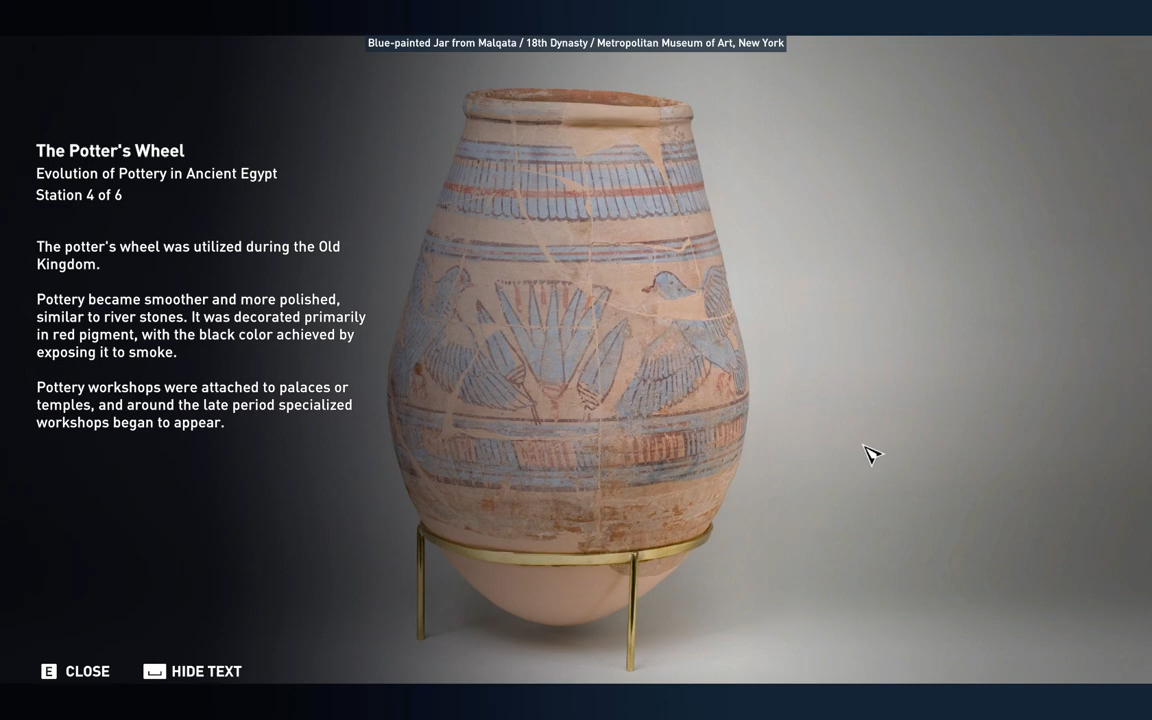 Blue-painted Jar from Malqata / 18th Dynasty / Metropolitan Museum of Art, New York
The Potter's Wheel
Evolution of Pottery in Ancient Egypt
Station 4 of 6
The potter's wheel was utilized during the Old
Kingdom.
Pottery became smoother and more polished,
similar to river stones. It was decorated primarily
in red pigment, with the black color achieved by
exposing it to smoke.
Pottery workshops were attached to palaces or
temples, and around the late period specialized
workshops began to appear.
E CLOSE HIDE TEXT